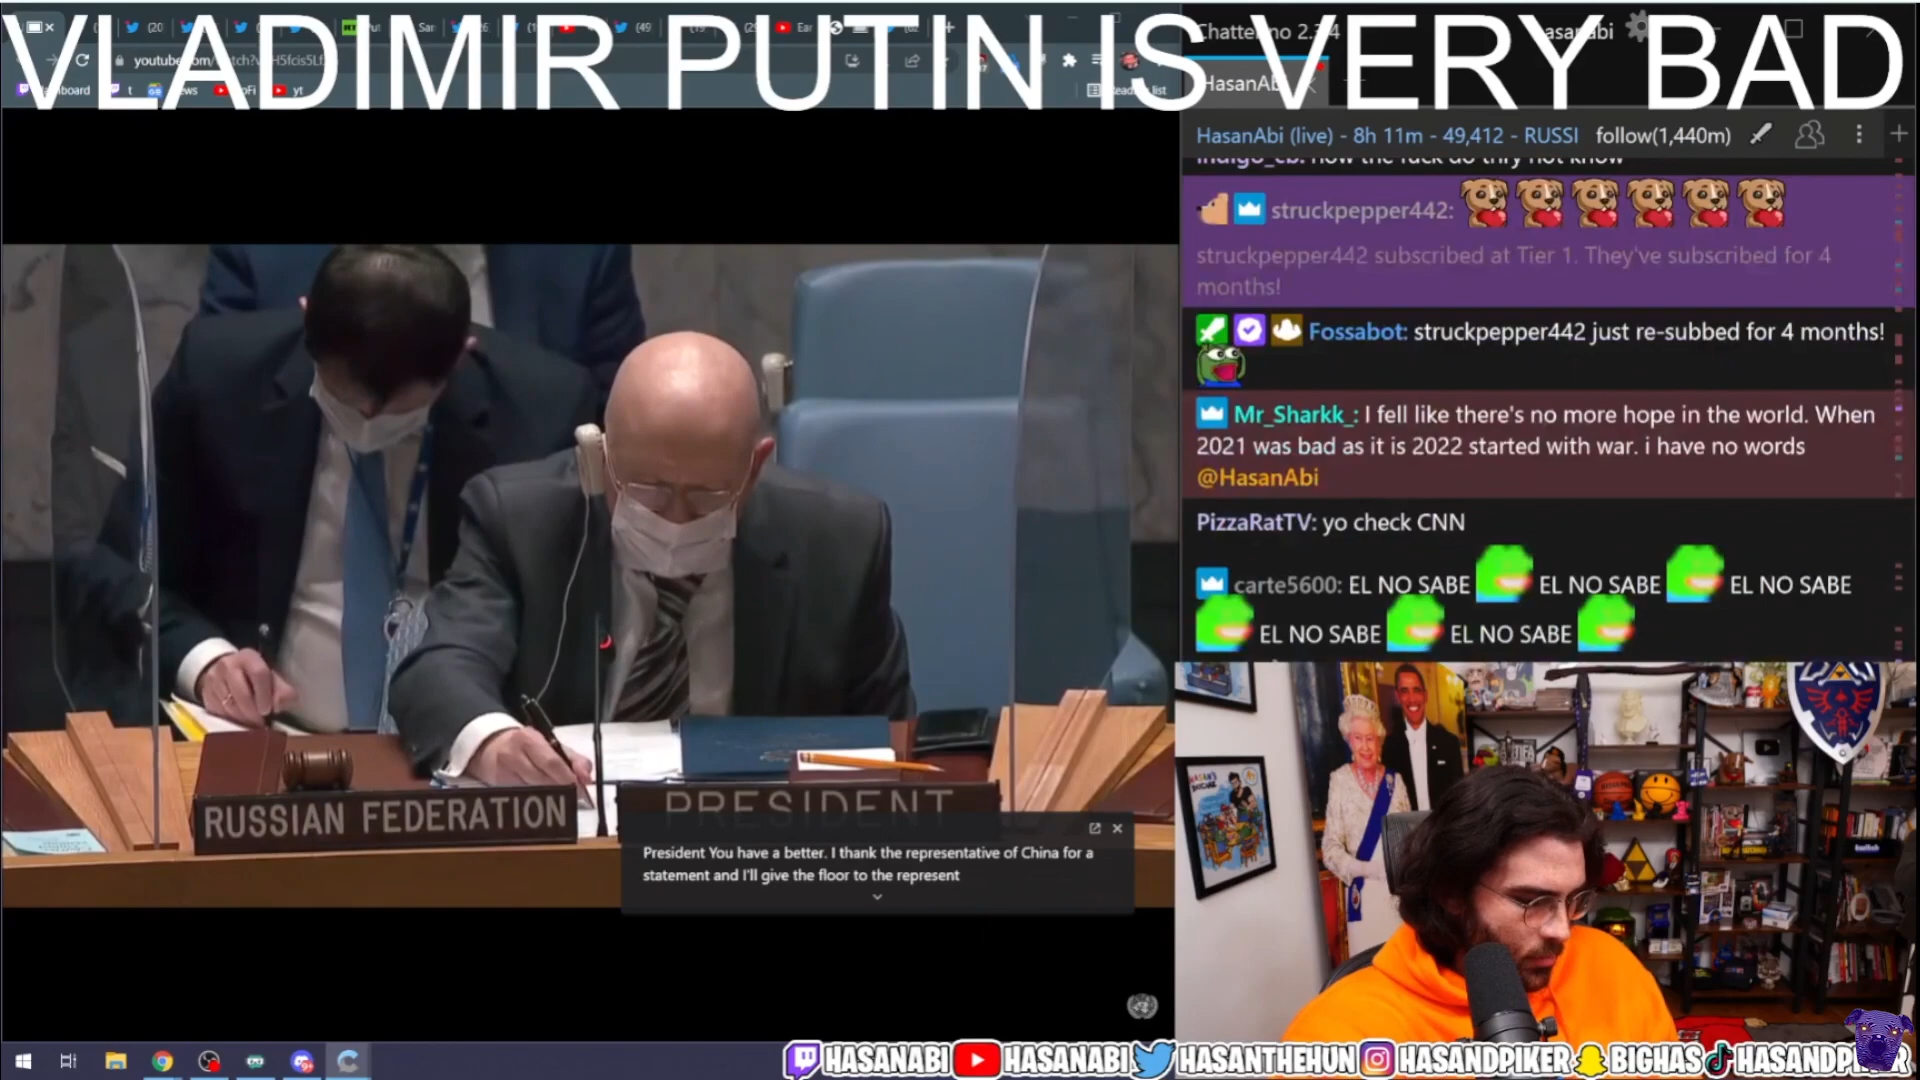 VLADIMIR PUTIN IS VERY BAD
Chatterino 2.3.4
HasanAbi
HasanAbi (live) - 8h 11m - 49,412 - RUSSI
follow(1,440m)
struckpepper442:
struckpepper442 subscribed at Tier 1. They've subscribed for 4
months!
Fossabot: struckpepper442 just re-subbed for 4 months!
Mr_Sharkk_: I fell like there's no more hope in the world. When
2021 was bad as it is 2022 started with war. i have no words
@HasanAbi
PizzaRatTV: yo check CNN
carte5600: EL NO SABE EL NO SABE EL NO SABE
EL NO SABE EL NO SABE
RUSSIAN FEDERATION
PRESIDENT
President You have a better. I thank the representative of China for a
statement and I'll give the floor to the represent
HASANABI HASANABI HASANTHEHUN HASANDPIKER BIGHAS